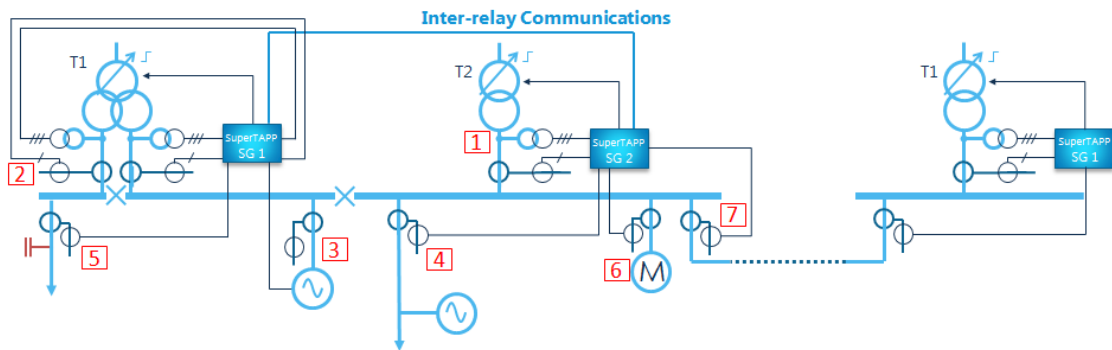 Inter-relay Communications
T1
T2
T1
SuperTAPP
SG 1
SuperTAPP
SG 2
SuperTAPP
SG 1
1
2
3
4
5
6
7
M